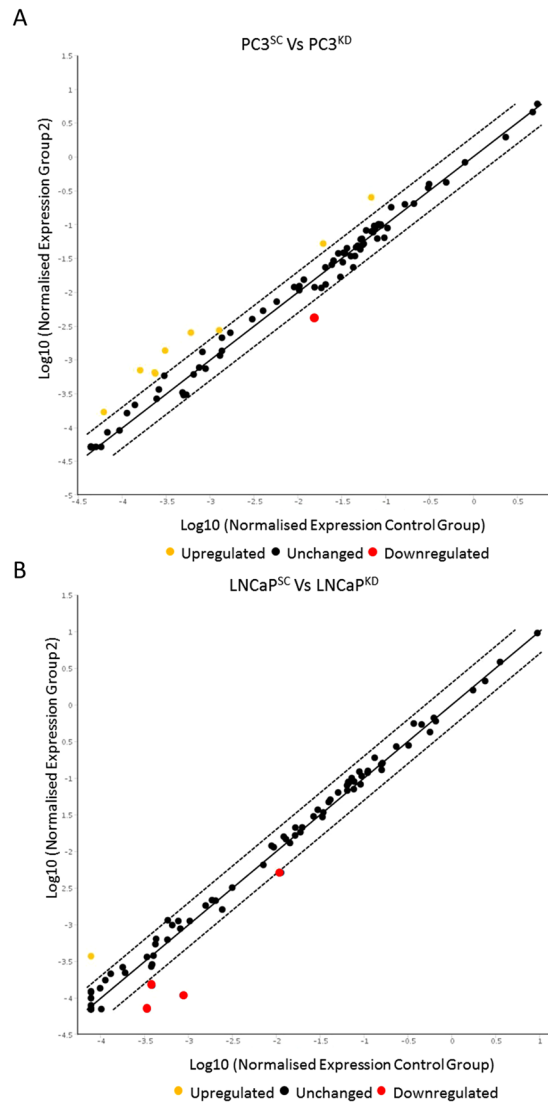 A
PC3SC Vs PC3KD
Log10 (Normalised Expression Group 2)
1.5
1
0.5
0
-0.5
-1
-1.5
-2
-2.5
-3
-3.5
-4
-4.5
-5
-4.5 -4 -3.5 -3 -2.5 -2 -1.5 -1 -0.5 0 0.5
Log10 (Normalised Expression Control Group)
Upregulated Unchanged Downregulated
B
LNCaPSC Vs LNCaPKD
Log10 (Normalised Expression Group 2)
1.5
1
0.5
0
-0.5
-1
-1.5
-2
-2.5
-3
-3.5
-4
-4.5
-4 -3.5 -3 -2.5 -2 -1.5 -1 -0.5 0 0.5 1
Log10 (Normalised Expression Control Group)
Upregulated Unchanged Downregulated